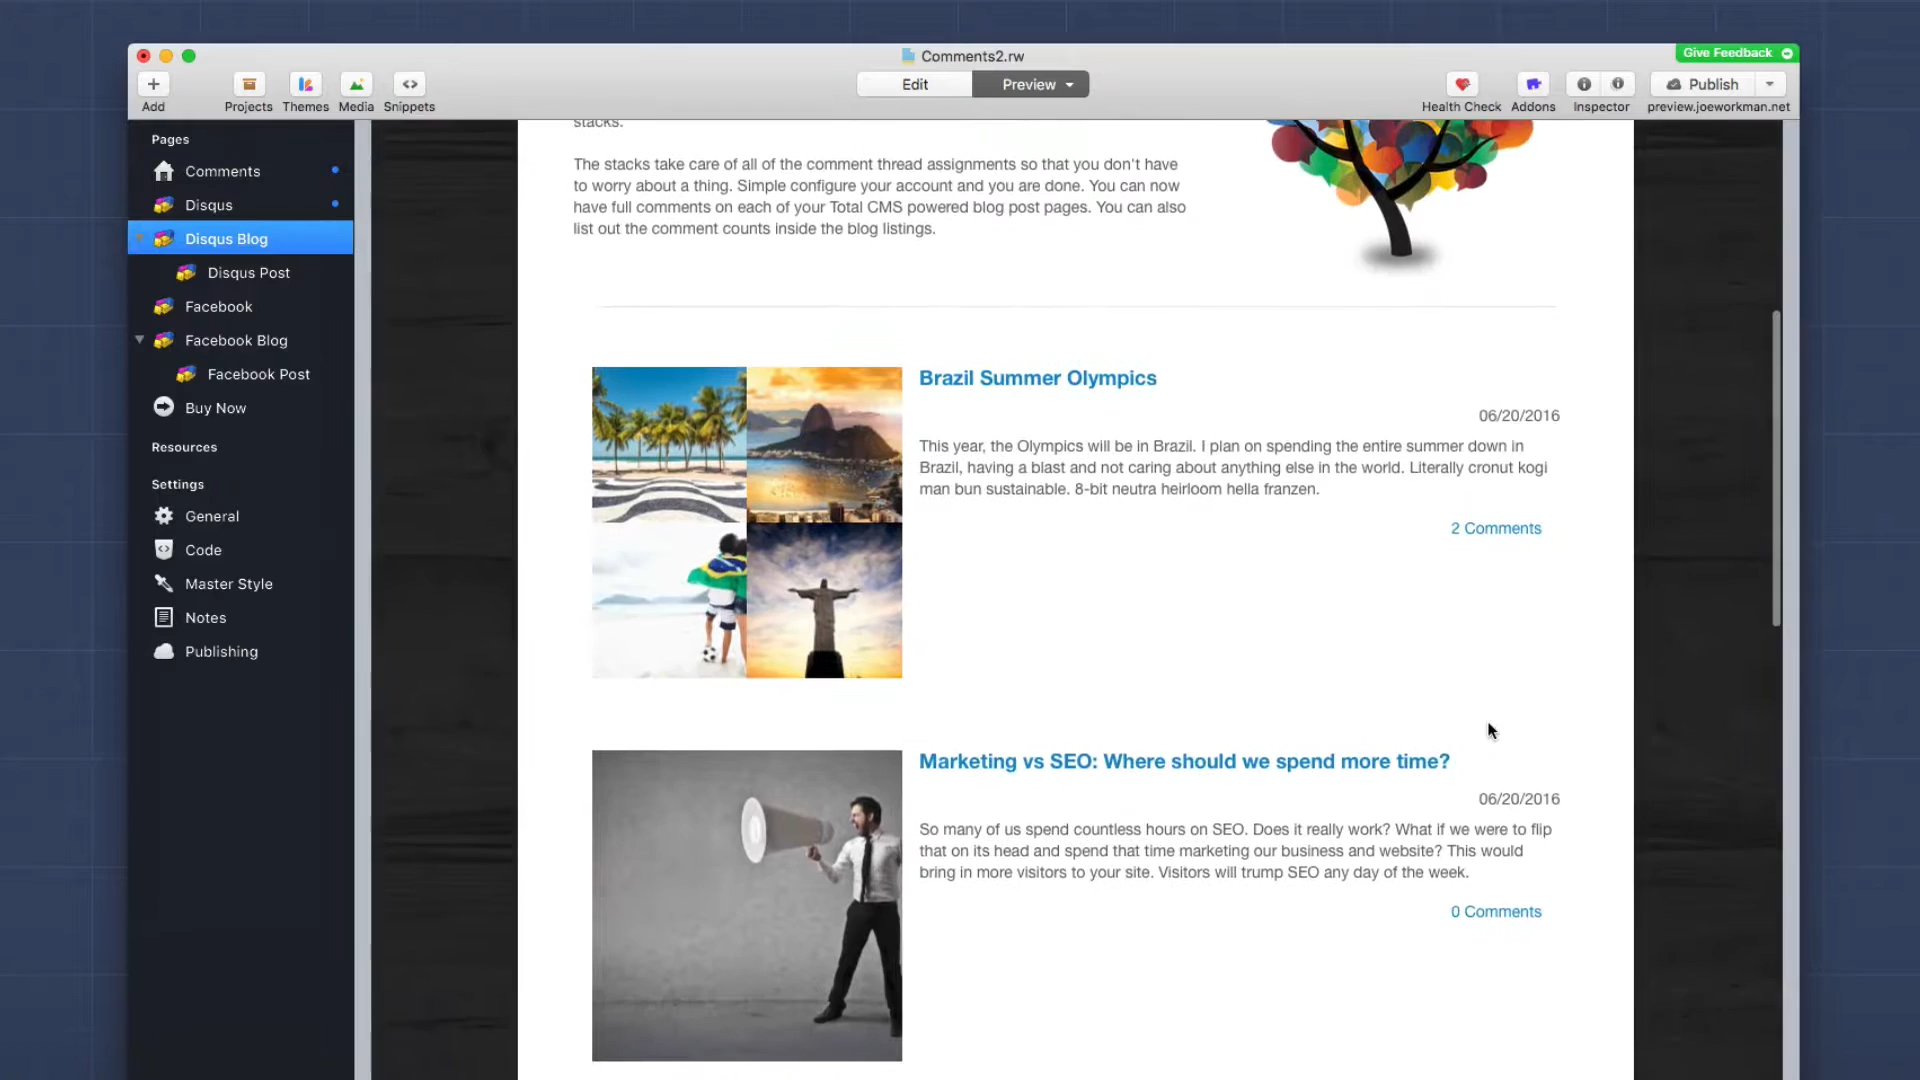 Comments2.rw
Give Feedback
Edit
Preview
Add
Projects
Themes
Media
Snippets
Health Check
Addons
Inspector
Publish
preview.joeworkman.net
Pages
Comments
Disqus
Disqus Blog
Disqus Post
Facebook
Facebook Blog
Facebook Post
Buy Now
Resources
Settings
General
Code
Master Style
Notes
Publishing
stacks.
The stacks take care of all of the comment thread assignments so that you don't have
to worry about a thing. Simple configure your account and you are done. You can now
have full comments on each of your Total CMS powered blog post pages. You can also
list out the comment counts inside the blog listings.
Brazil Summer Olympics
06/20/2016
This year, the Olympics will be in Brazil. I plan on spending the entire summer down in
Brazil, having a blast and not caring about anything else in the world. Literally cronut kogi
man bun sustainable. 8-bit neutra heirloom hella franzen.
2 Comments
Marketing vs SEO: Where should we spend more time?
06/20/2016
So many of us spend countless hours on SEO. Does it really work? What if we were to flip
that on its head and spend that time marketing our business and website? This would
bring in more visitors to your site. Visitors will trump SEO any day of the week.
0 Comments